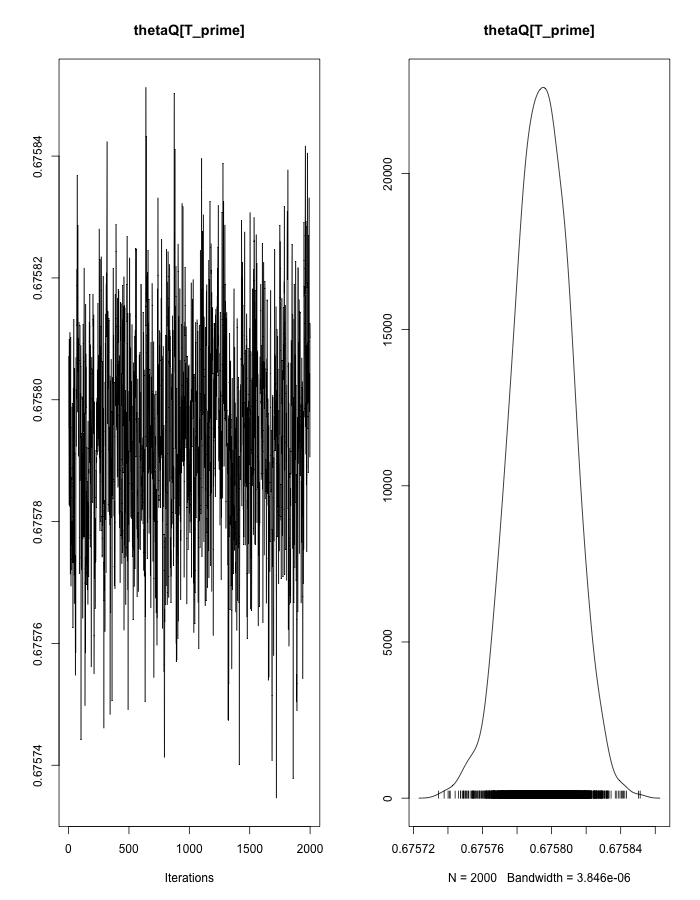 thetaQ[T_prime]
0.67584
0.67582
0.67580
0.67578
0.67576
0.67574
0 500 1000 1500 2000
Iterations
thetaQ[T_prime]
20000
15000
10000
5000
0
0.67572 0.67576 0.67580 0.67584
N = 2000 Bandwidth = 3.846e-06